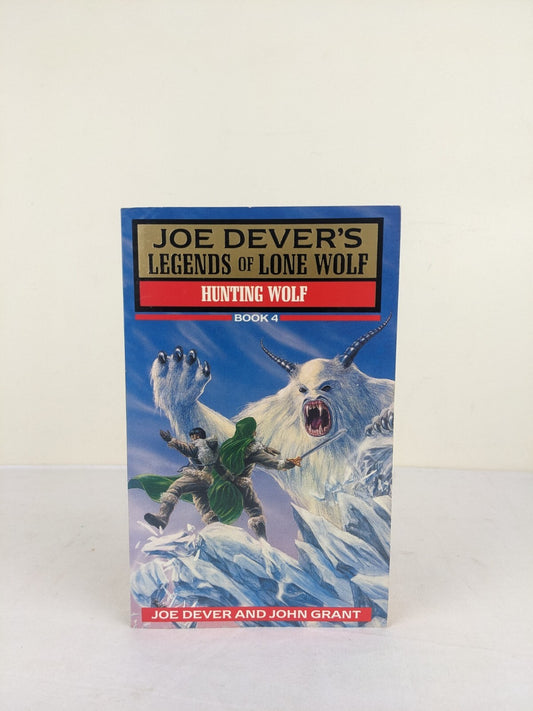 JOE DEVER'S
LEGENDS OF LONE WOLF
HUNTING WOLF
BOOK 4
JOE DEVER AND JOHN GRANT